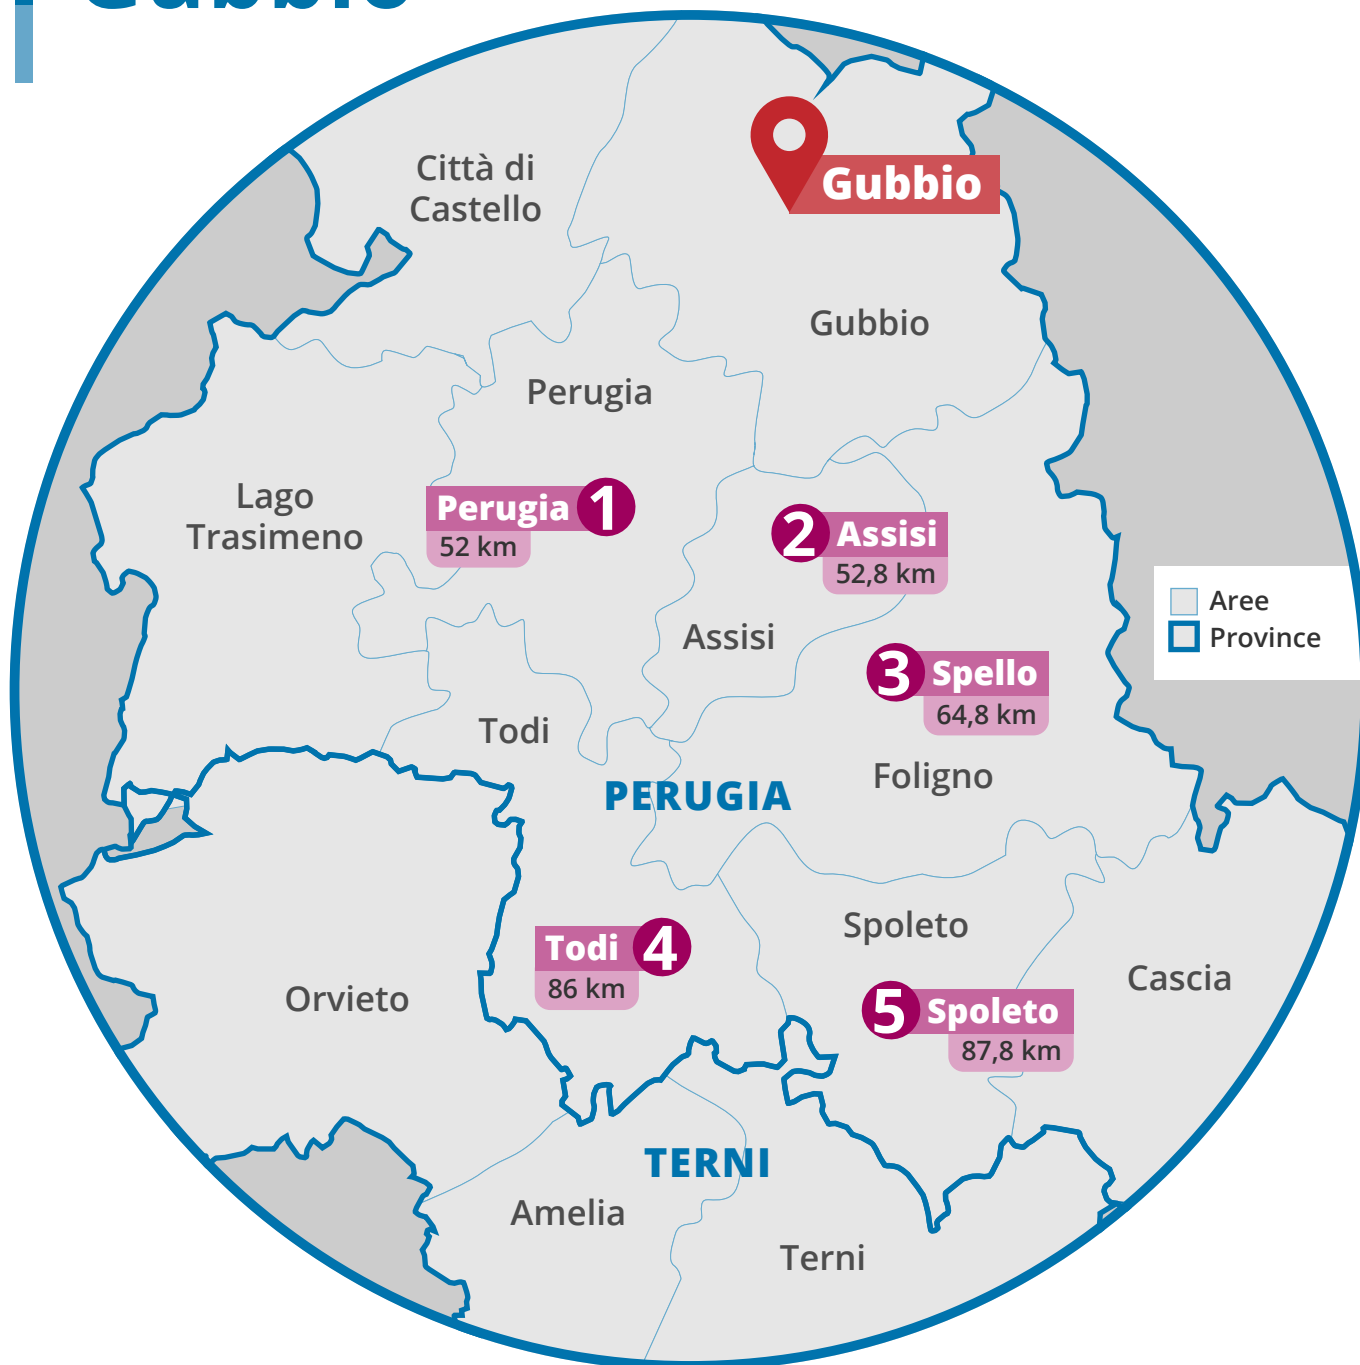 Gubbio
Città di
Castello
Gubbio
Gubbio
Perugia
Lago
Trasimeno
Perugia 1
52 km
2 Assisi
52,8 km
Aree
Province
Assisi
3 Spello
64,8 km
Todi
Foligno
PERUGIA
Spoleto
Todi 4
86 km
Cascia
Orvieto
5 Spoleto
87,8 km
TERNI
Amelia
Terni